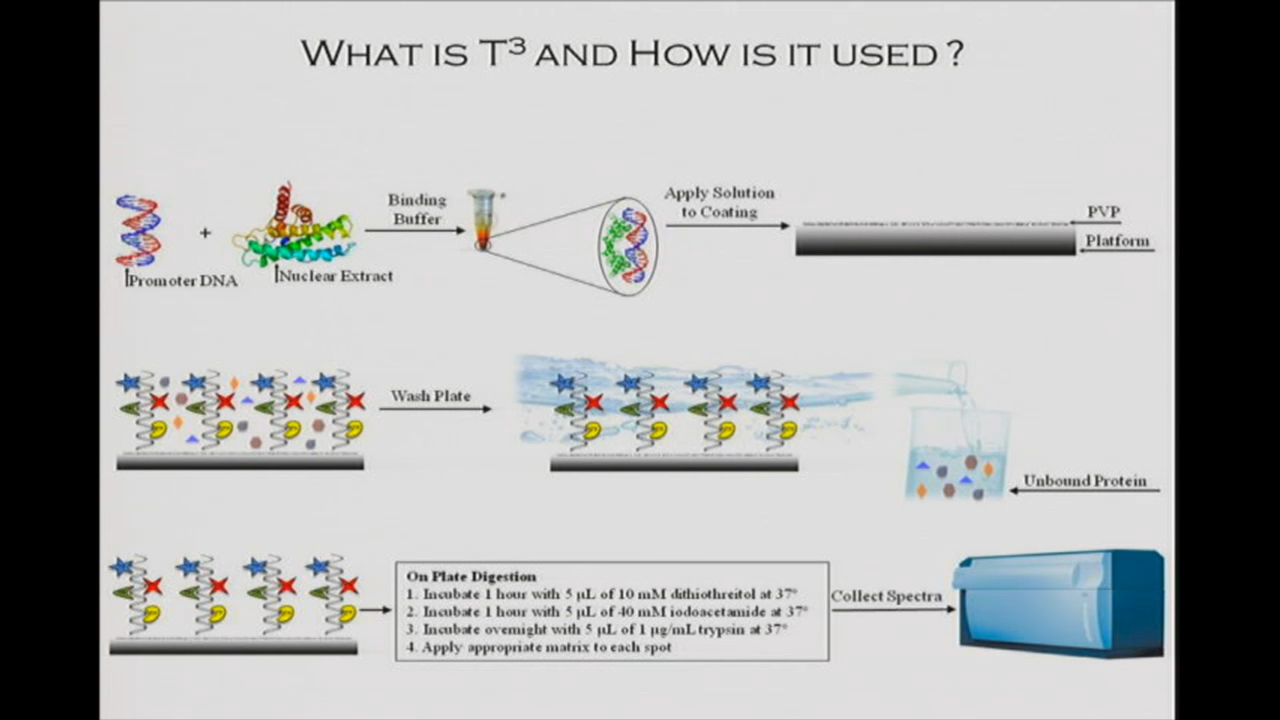 WHAT IS T³ AND HOW IS IT USED ?
Binding
Buffer
Apply Solution
to Coating
PVP
Platform
+
Promoter DNA
Nuclear Extract
Wash Plate
Unbound Protein
On Plate Digestion
1. Incubate 1 hour with 5 µL of 10 mM dithiothreitol at 37°
2. Incubate 1 hour with 5 µL of 40 mM iodoacetamide at 37°
3. Incubate overnight with 5 µL of 1 µg/mL trypsin at 37°
4. Apply appropriate matrix to each spot
Collect Spectra